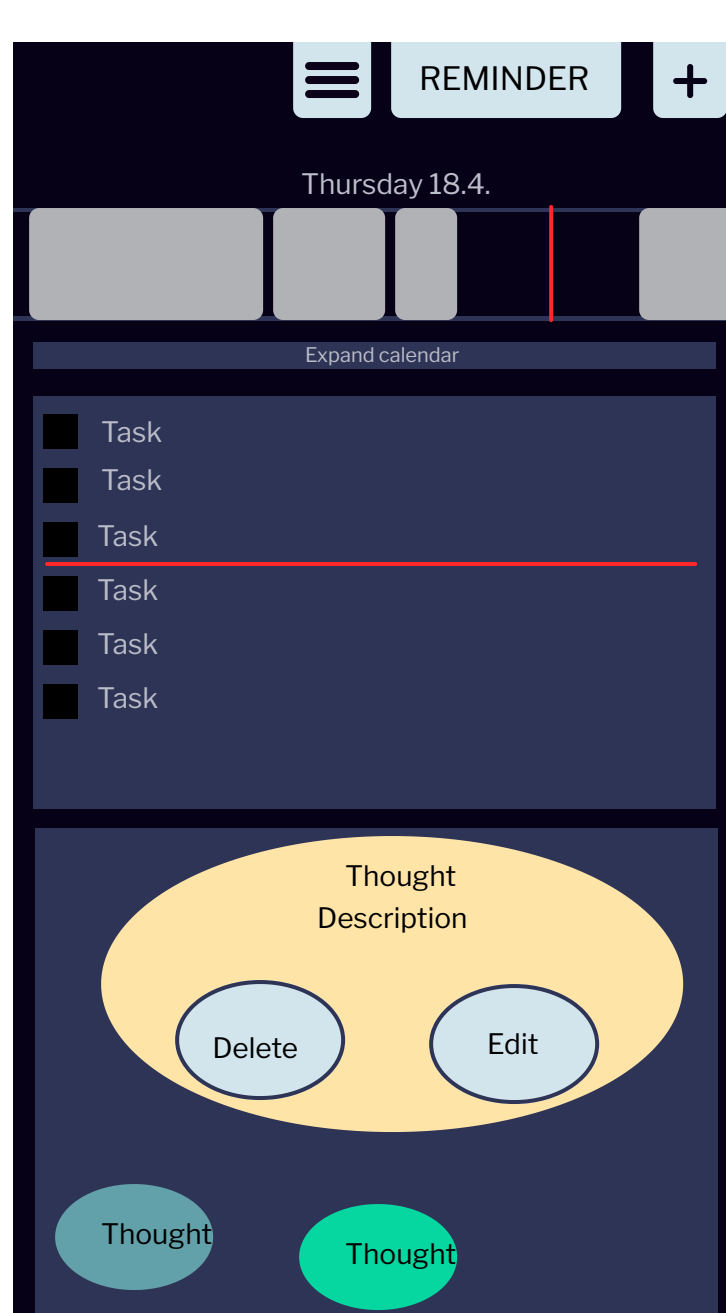 REMINDER
Thursday 18.4.
Expand calendar
Task
Task
Task
Task
Task
Task
Thought
Description
Delete
Edit
Thought
Thought